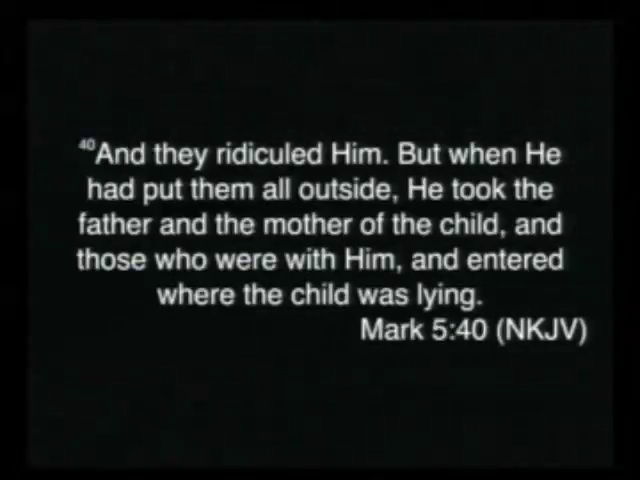 ⁴⁰And they ridiculed Him. But when He
had put them all outside, He took the
father and the mother of the child, and
those who were with Him, and entered
where the child was lying.
Mark 5:40 (NKJV)